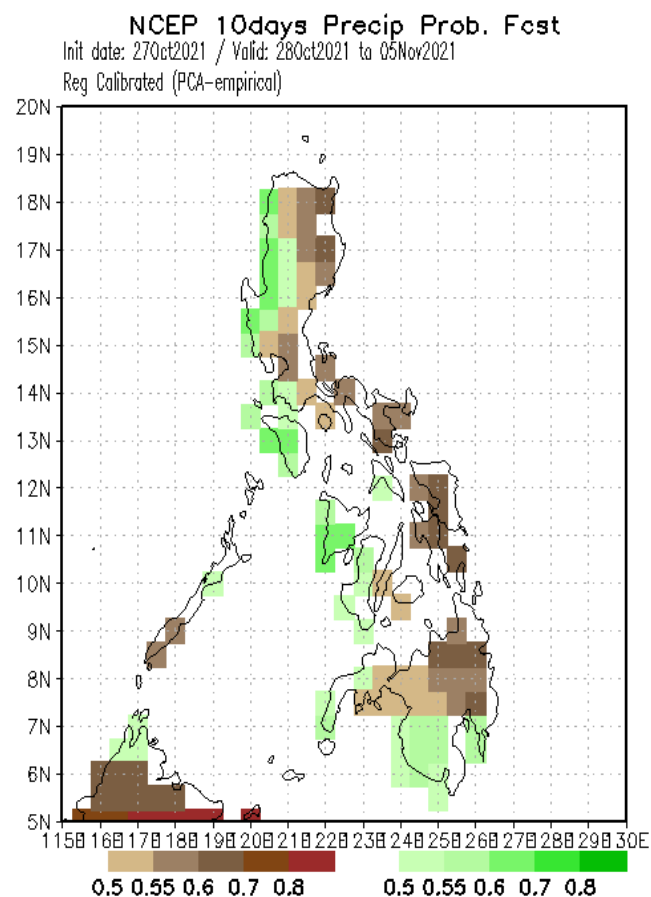 NCEP 10days Precip Prob. Fcst
Init date: 27Oct2021 / Valid: 28Oct2021 to 05Nov2021
Reg Calibrated (PCA-empirical)
20N
19N
18N
17N
16N
15N
14N
13N
12N
11N
10N
9N
8N
7N
6N
5N
115E 116E 117E 118E 119E 120E 121E 122E 123E 124E 125E 126E 127E 128E 129E 130E
0.5 0.55 0.6 0.7 0.8 0.5 0.55 0.6 0.7 0.8